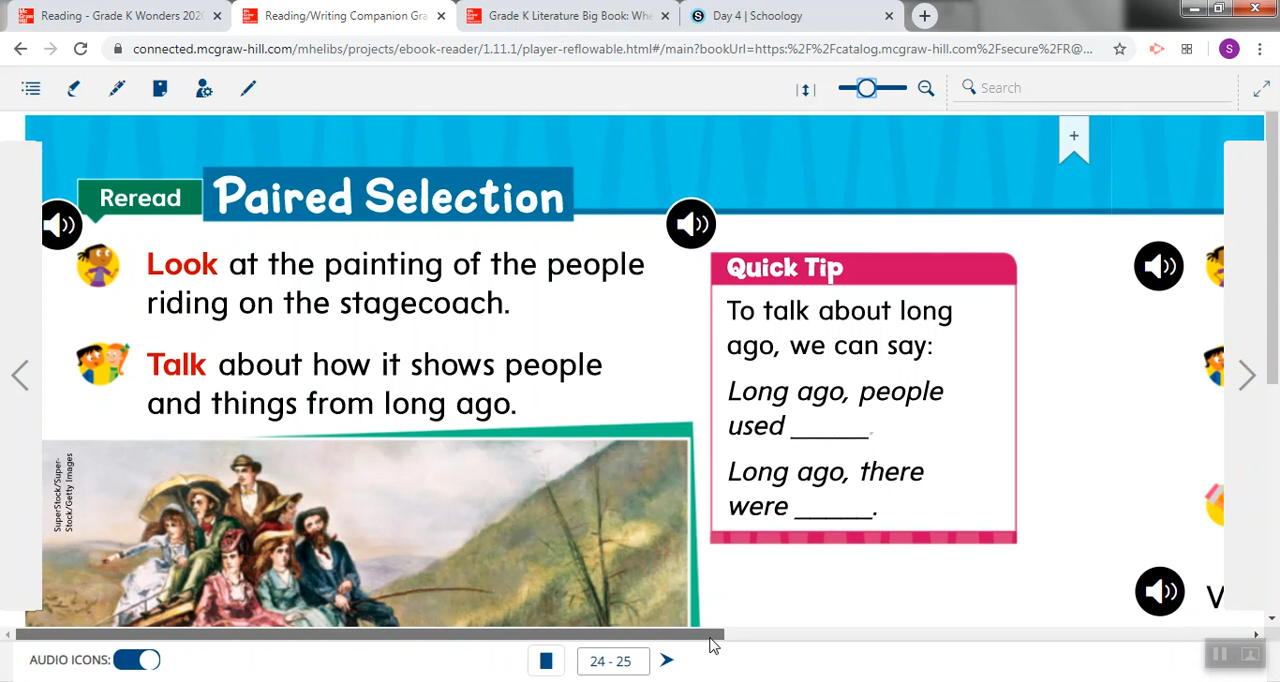 Reading - Grade K Wonders 2020
Reading/Writing Companion Gra
Grade K Literature Big Book: Whe
Day 4 | Schoology
connected.mcgraw-hill.com/mhelibs/projects/ebook-reader/1.11.1/player-reflowable.html#/main?bookUrl=https:%2F%2Fcatalog.mcgraw-hill.com%2Fsecure%2FR@...
S
Search
Reread
Paired Selection
Look at the painting of the people
riding on the stagecoach.
Talk about how it shows people
and things from long ago.
Quick Tip
To talk about long
ago, we can say:
Long ago, people
used ______.
Long ago, there
were ______.
SuperStock/Super-
Stock/Getty Images
AUDIO ICONS:
24 - 25